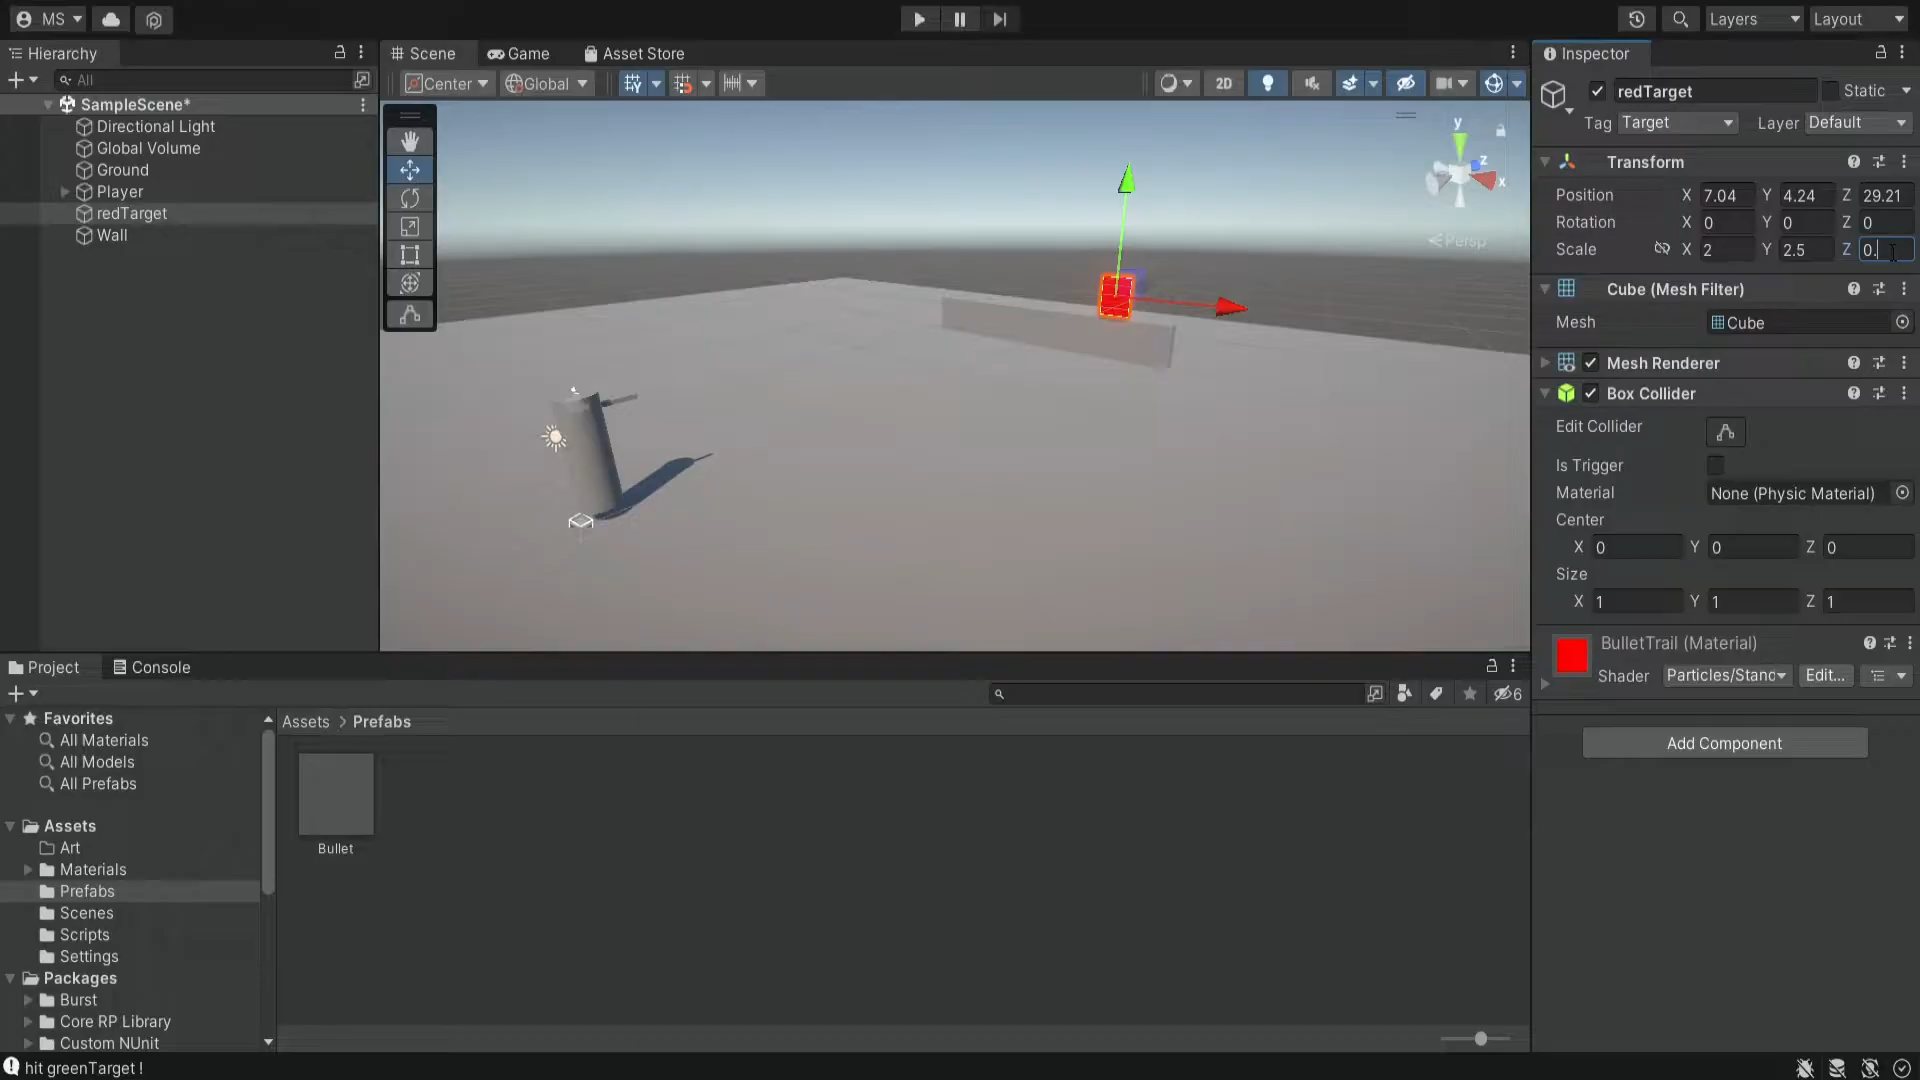 MS
Layers
Layout
Hierarchy
Scene
Game
Asset Store
Inspector
All
Center
Global
2D
redTarget
Static
Tag Target Layer Default
SampleScene*
Directional Light
Global Volume
Ground
Player
redTarget
Wall
y
z
x
Persp
Transform
Position X 7.04 Y 4.24 Z 29.21
Rotation X 0 Y 0 Z 0
Scale X 2 Y 2.5 Z 0.
Cube (Mesh Filter)
Mesh Cube
Mesh Renderer
Box Collider
Edit Collider
Is Trigger
Material None (Physic Material)
Center
X 0 Y 0 Z 0
Size
X 1 Y 1 Z 1
BulletTrail (Material)
Shader Particles/Stand Edit...
Add Component
Project
Console
6
Favorites
All Materials
All Models
All Prefabs
Assets
Art
Materials
Prefabs
Scenes
Scripts
Settings
Packages
Burst
Core RP Library
Custom NUnit
Assets > Prefabs
Bullet
hit greenTarget !